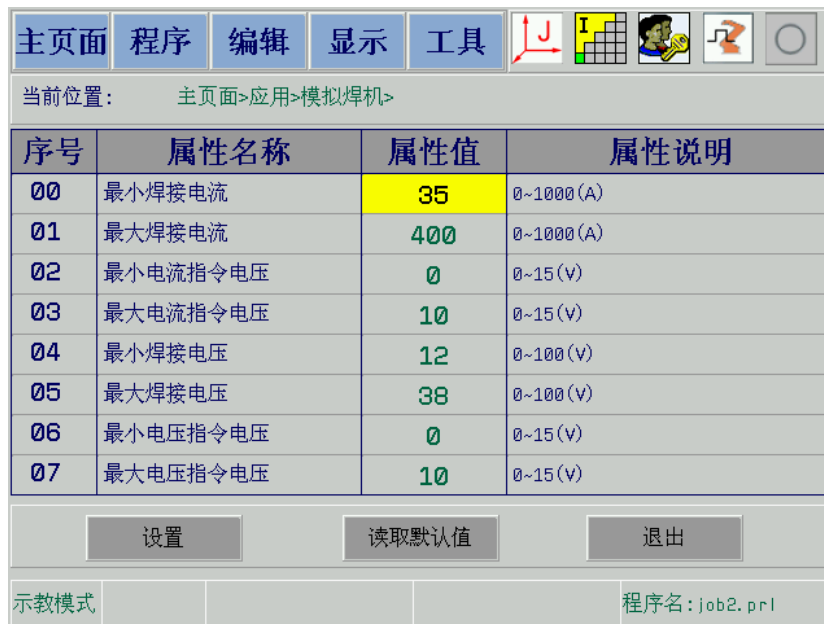 主页面 程序 编辑 显示 工具 J I
当前位置: 主页面>应用>模拟焊机>
序号 属性名称 属性值 属性说明
00 最小焊接电流 35 0~1000(A)
01 最大焊接电流 400 0~1000(A)
02 最小电流指令电压 0 0~15(V)
03 最大电流指令电压 10 0~15(V)
04 最小焊接电压 12 0~100(V)
05 最大焊接电压 38 0~100(V)
06 最小电压指令电压 0 0~15(V)
07 最大电压指令电压 10 0~15(V)
设置 读取默认值 退出
示教模式 程序名:job2.prl